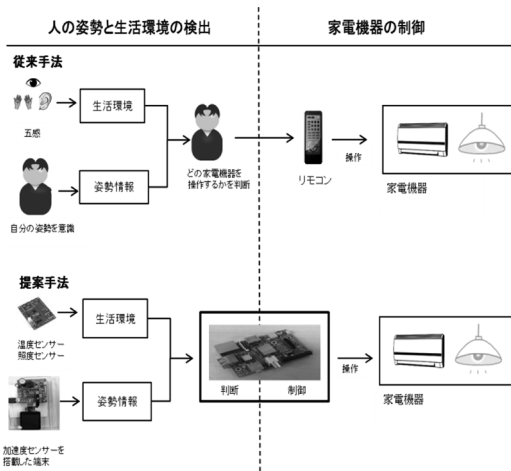 人の姿勢と生活環境の検出
家電機器の制御
従来手法
生活環境
五感
姿勢情報
自分の姿勢を意識
どの家電機器を
操作するかを判断
リモコン
操作
家電機器
提案手法
生活環境
温度センサー
照度センサー
姿勢情報
加速度センサーを
搭載した端末
判断
制御
操作
家電機器